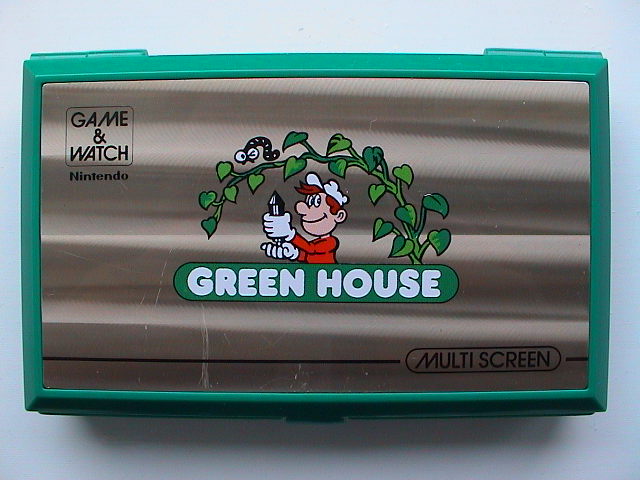 GAME
&
WATCH
Nintendo
GREEN HOUSE
MULTI SCREEN